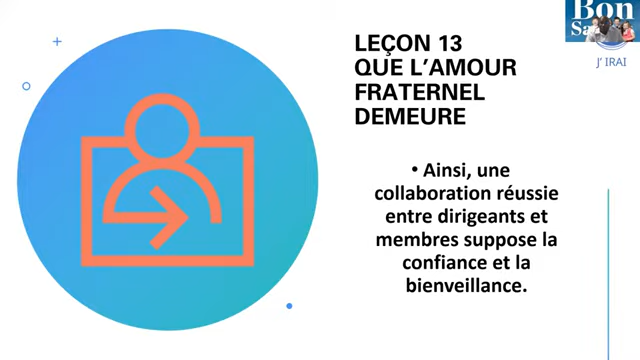 Bon
Sa
J' IRAI
LEÇON 13
QUE L'AMOUR
FRATERNEL
DEMEURE
• Ainsi, une
collaboration réussie
entre dirigeants et
membres suppose la
confiance et la
bienveillance.